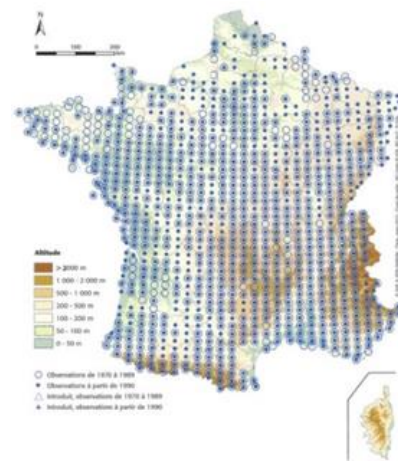 N
0 100 200
km
Altitude
> 2000 m
1 000 - 2 000 m
500 - 1 000 m
200 - 500 m
100 - 200 m
50 - 100 m
0 - 50 m
Observations de 1970 à 1989
Observations à partir de 1990
Introduit, observations de 1970 à 1989
Introduit, observations à partir de 1990